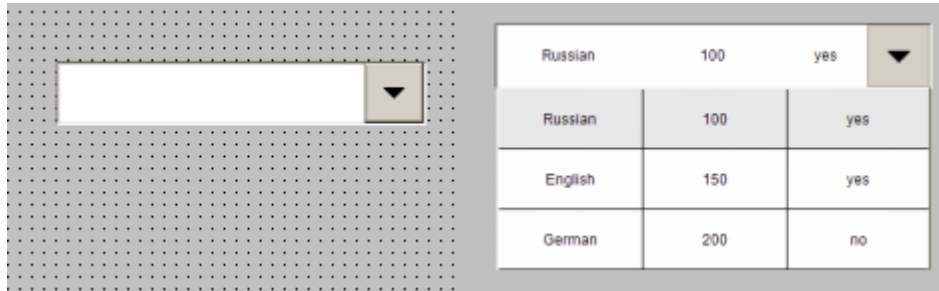 Russian 100 yes
Russian 100 yes
English 150 yes
German 200 no